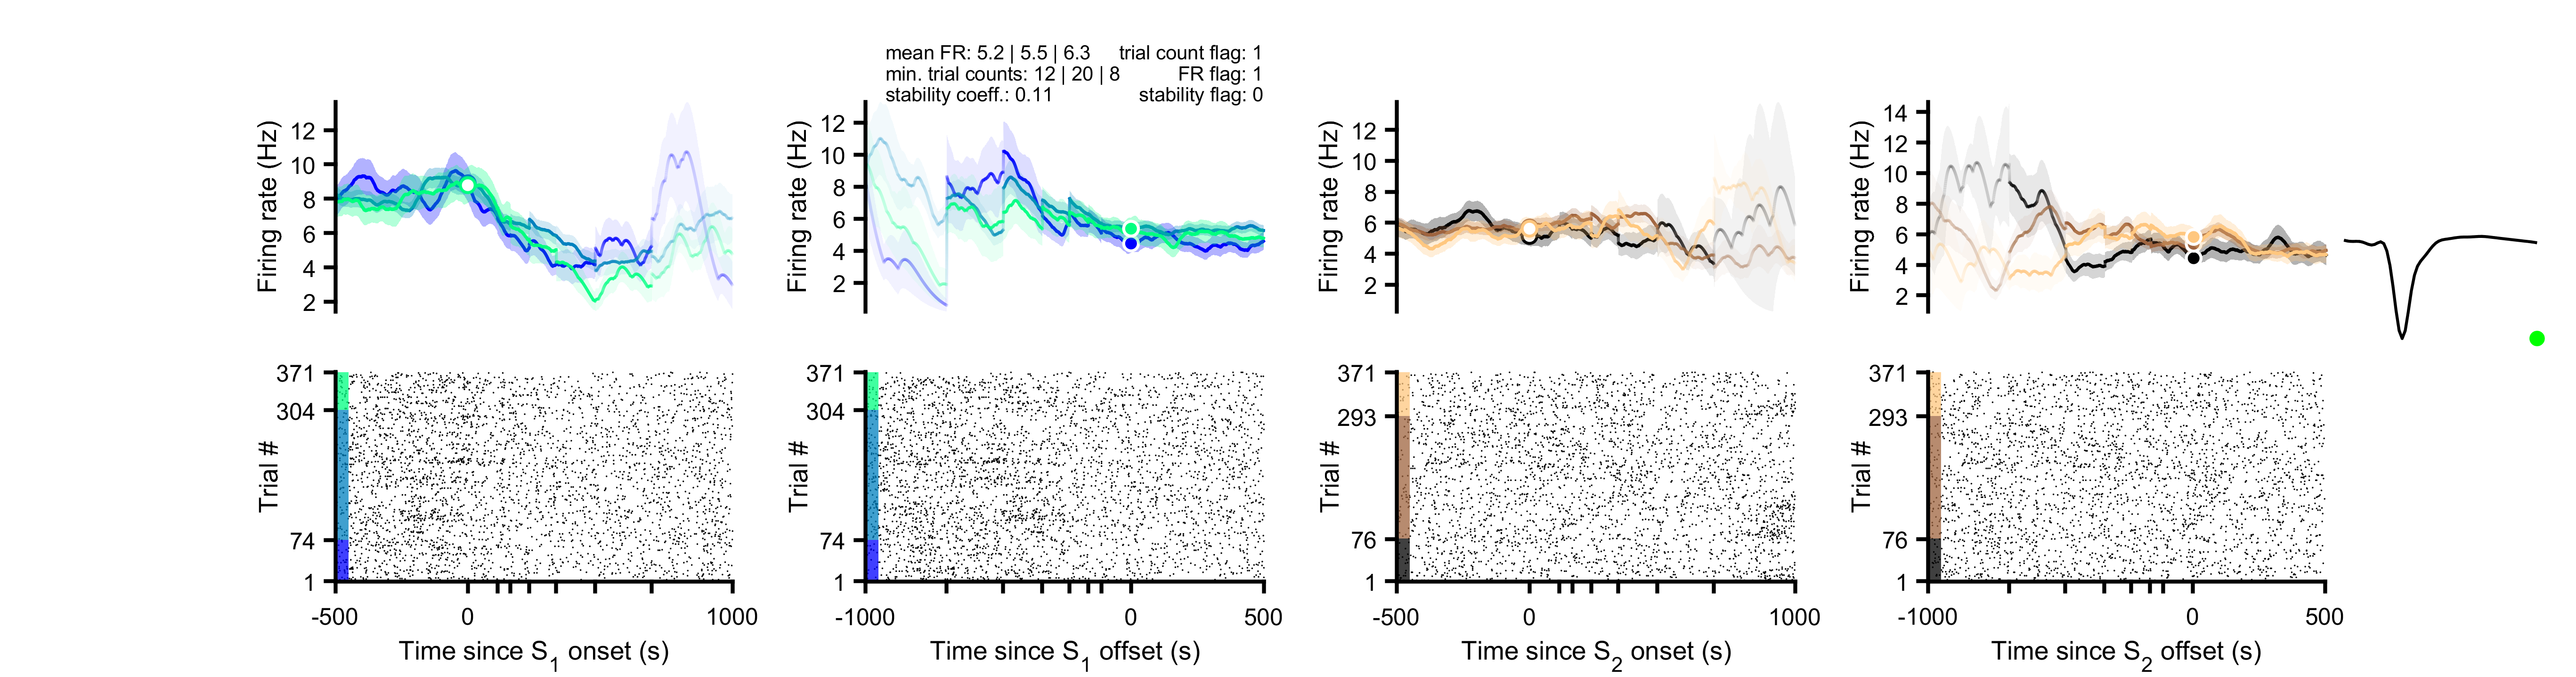 mean FR: 5.2 | 5.5 | 6.3 trial count flag: 1
min. trial counts: 12 | 20 | 8 FR flag: 1
stability coeff.: 0.11 stability flag: 0
Firing rate (Hz)
12
10
8
6
4
2
Firing rate (Hz)
12
10
8
6
4
2
Firing rate (Hz)
12
10
8
6
4
2
Firing rate (Hz)
14
12
10
8
6
4
2
Trial #
371
304
74
1
-500 0 1000
Time since S1 onset (s)
Trial #
371
304
74
1
-1000 0 500
Time since S1 offset (s)
Trial #
371
293
76
1
-500 0 1000
Time since S2 onset (s)
Trial #
371
293
76
1
-1000 0 500
Time since S2 offset (s)